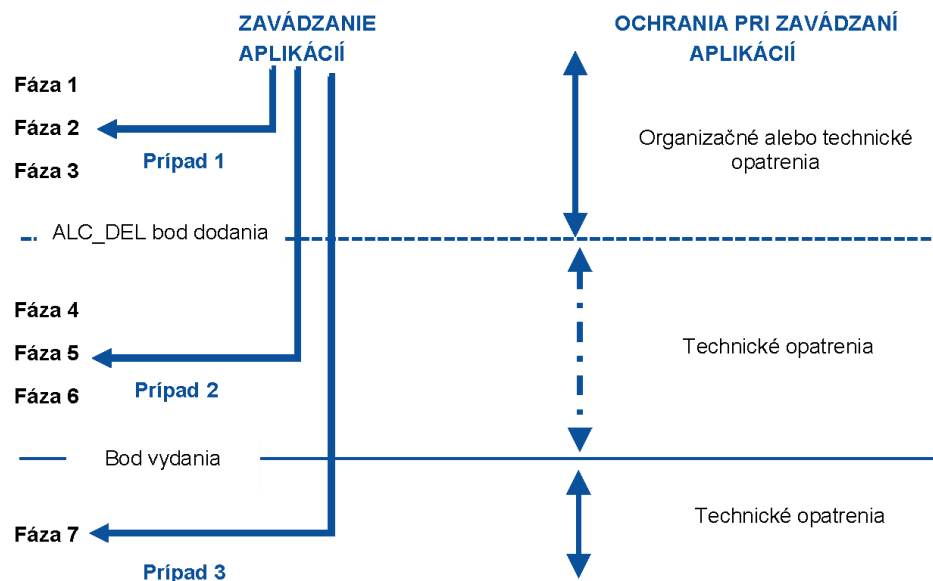 ZAVÁDZANIE
APLIKÁCIÍ
OCHRANIA PRI ZAVÁDZANÍ
APLIKÁCIÍ
Fáza 1
Fáza 2
Prípad 1
Fáza 3
Organizačné alebo technické
opatrenia
ALC_DEL bod dodania
Fáza 4
Fáza 5
Prípad 2
Fáza 6
Technické opatrenia
Bod vydania
Fáza 7
Prípad 3
Technické opatrenia